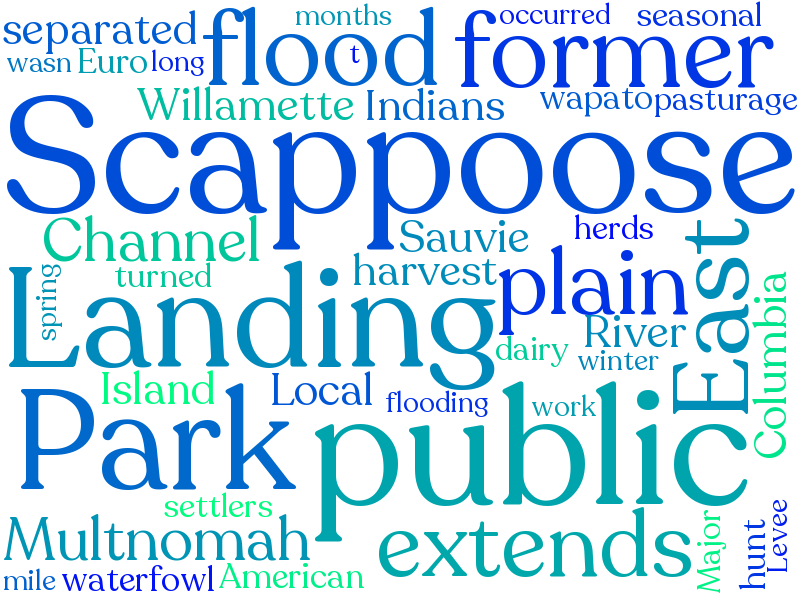 separated
months
occurred
seasonal
flood
former
wasn
Euro
long
t
Willamette
Indians
wapato
pasturage
Scappoose
Channel
Sauvie
herds
East
turned
harvest
plain
spring
Landing
River
Columbia
dairy
winter
Island
Local
flooding
work
Park
public
settlers
Multnomah
extends
Major
hunt
Levee
mile
waterfowl
American